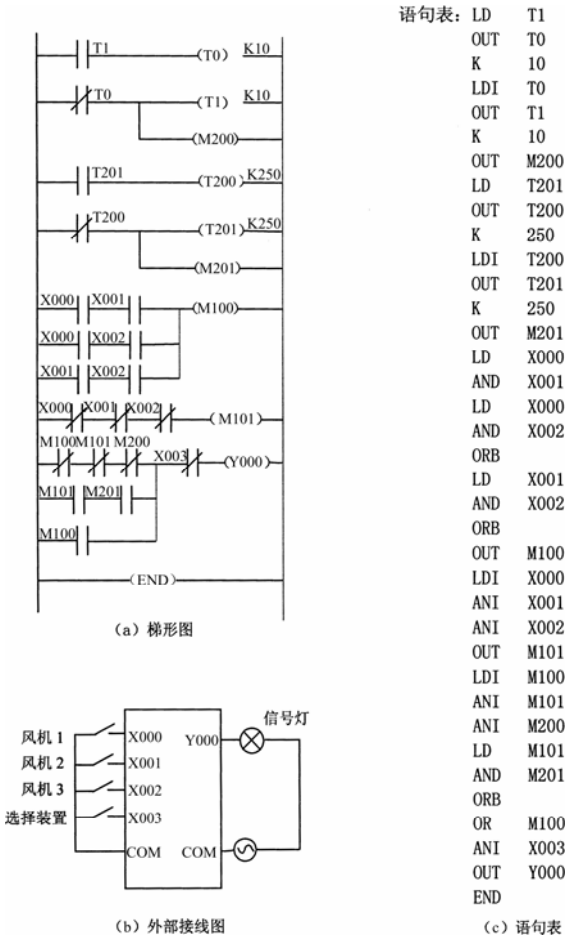 T1 (T0) K10
T0 (T1) K10
(M200)
T201 (T200) K250
T200 (T201) K250
(M201)
X000 X001 (M100)
X000 X002
X001 X002
X000 X001 X002 (M101)
M100 M101 M200 X003 (Y000)
M101 M201
M100
(END)
(a) 梯形图
风机 1 X000 Y000 信号灯
风机 2 X001
风机 3 X002
选择装置 X003
COM COM
(b) 外部接线图
语句表: LD T1
OUT T0
K 10
LDI T0
OUT T1
K 10
OUT M200
LD T201
OUT T200
K 250
LDI T200
OUT T201
K 250
OUT M201
LD X000
AND X001
LD X000
AND X002
ORB
LD X001
AND X002
ORB
OUT M100
LDI X000
ANI X001
ANI X002
OUT M101
LDI M100
ANI M101
ANI M200
LD M101
AND M201
ORB
OR M100
ANI X003
OUT Y000
END
(c) 语句表